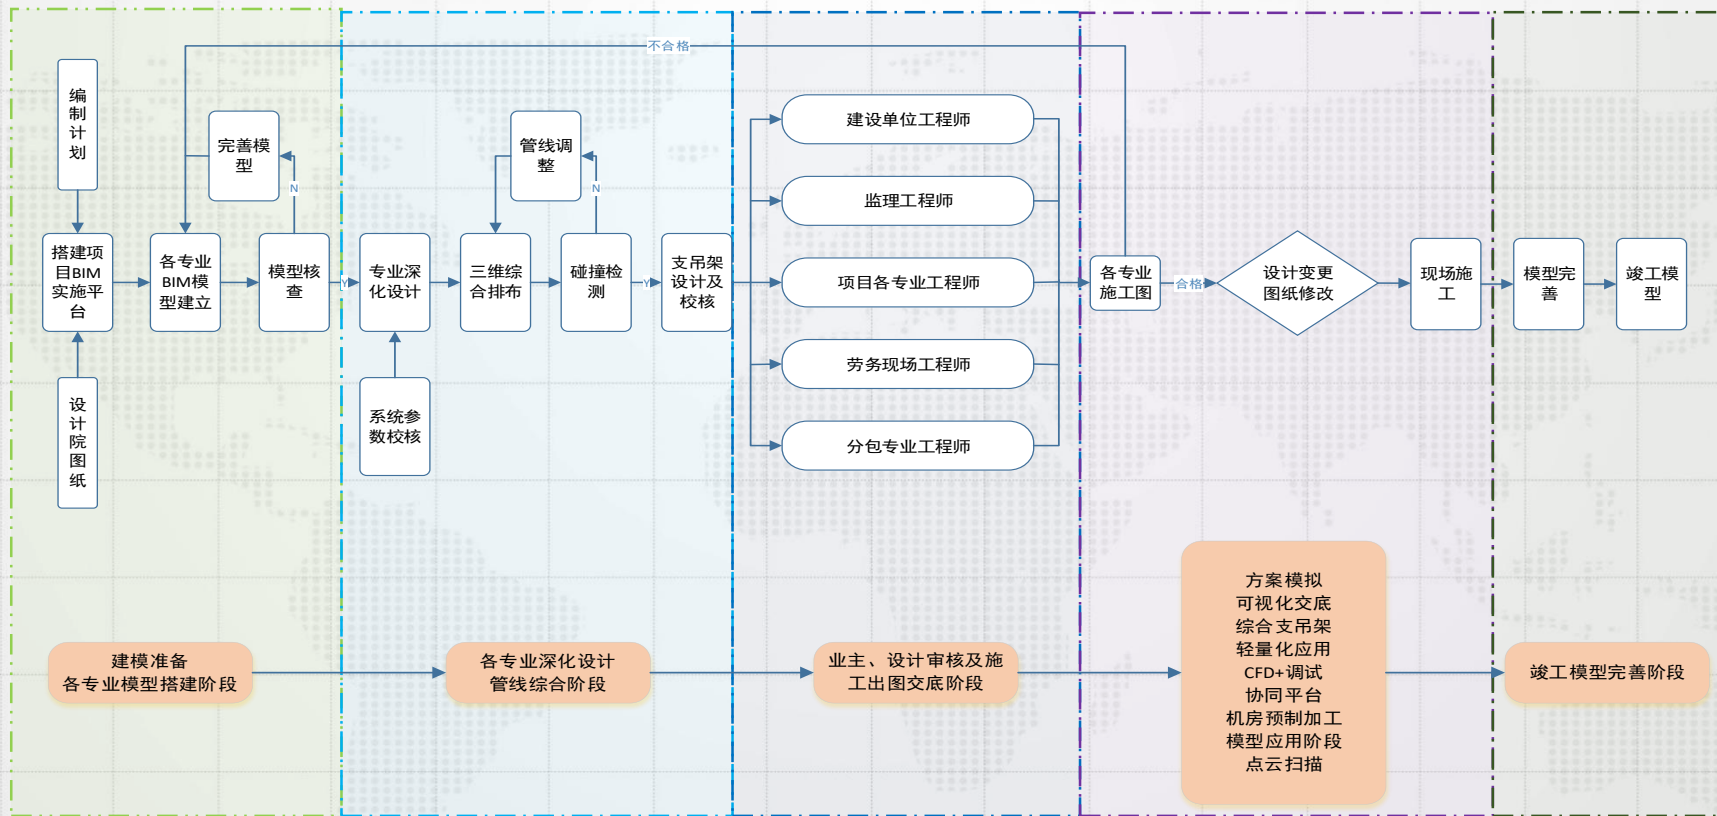 不合格
编
制
计
划
完善模
型
N
管线调
整
N
建设单位工程师
监理工程师
搭建项
目BIM
实施平
台
各专业
BIM模
型建立
模型核
查
Y
专业深
化设计
三维综
合排布
碰撞检
测
Y
支吊架
设计及
校核
项目各专业工程师
各专业
施工图
合格
设计变更
图纸修改
现场施
工
模型完
善
竣工模
型
劳务现场工程师
设
计
院
图
纸
系统参
数校核
分包专业工程师
建模准备
各专业模型搭建阶段
各专业深化设计
管线综合阶段
业主、设计审核及施
工出图交底阶段
方案模拟
可视化交底
综合支吊架
轻量化应用
CFD+调试
协同平台
机房预制加工
模型应用阶段
点云扫描
竣工模型完善阶段